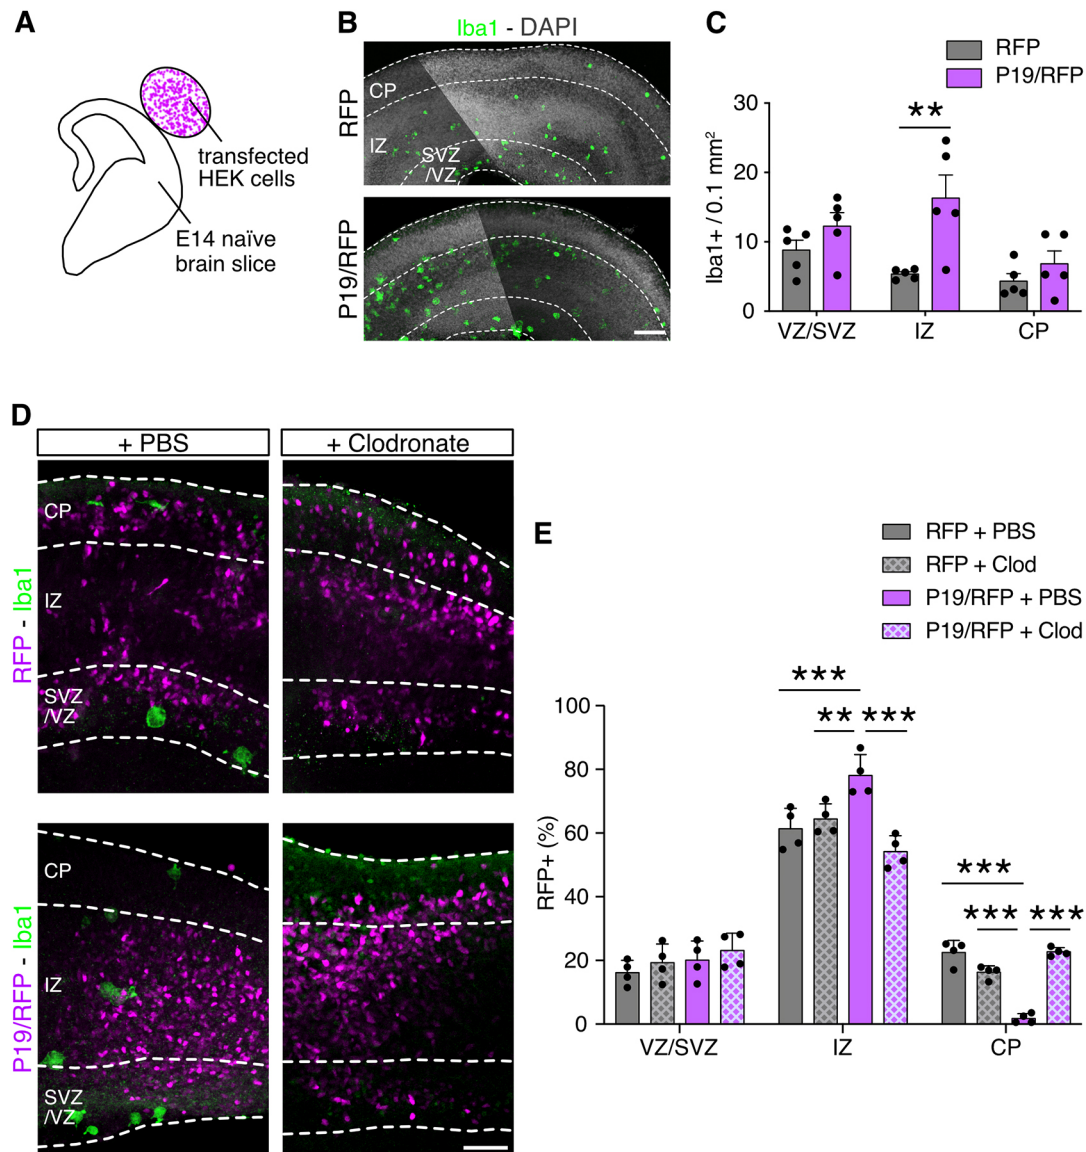 A
transfected
HEK cells
E14 naïve
brain slice
B
Iba1 - DAPI
RFP
CP
IZ
SVZ
/VZ
P19/RFP
C
RFP
P19/RFP
Iba1+ / 0.1 mm²
30
20
10
0
**
VZ/SVZ
IZ
CP
D
+ PBS
+ Clodronate
RFP - Iba1
CP
IZ
SVZ
/VZ
P19/RFP - Iba1
CP
IZ
SVZ
/VZ
E
RFP + PBS
RFP + Clod
P19/RFP + PBS
P19/RFP + Clod
RFP+ (%)
100
80
60
40
20
0
***
** ***
***
*** ***
VZ/SVZ
IZ
CP